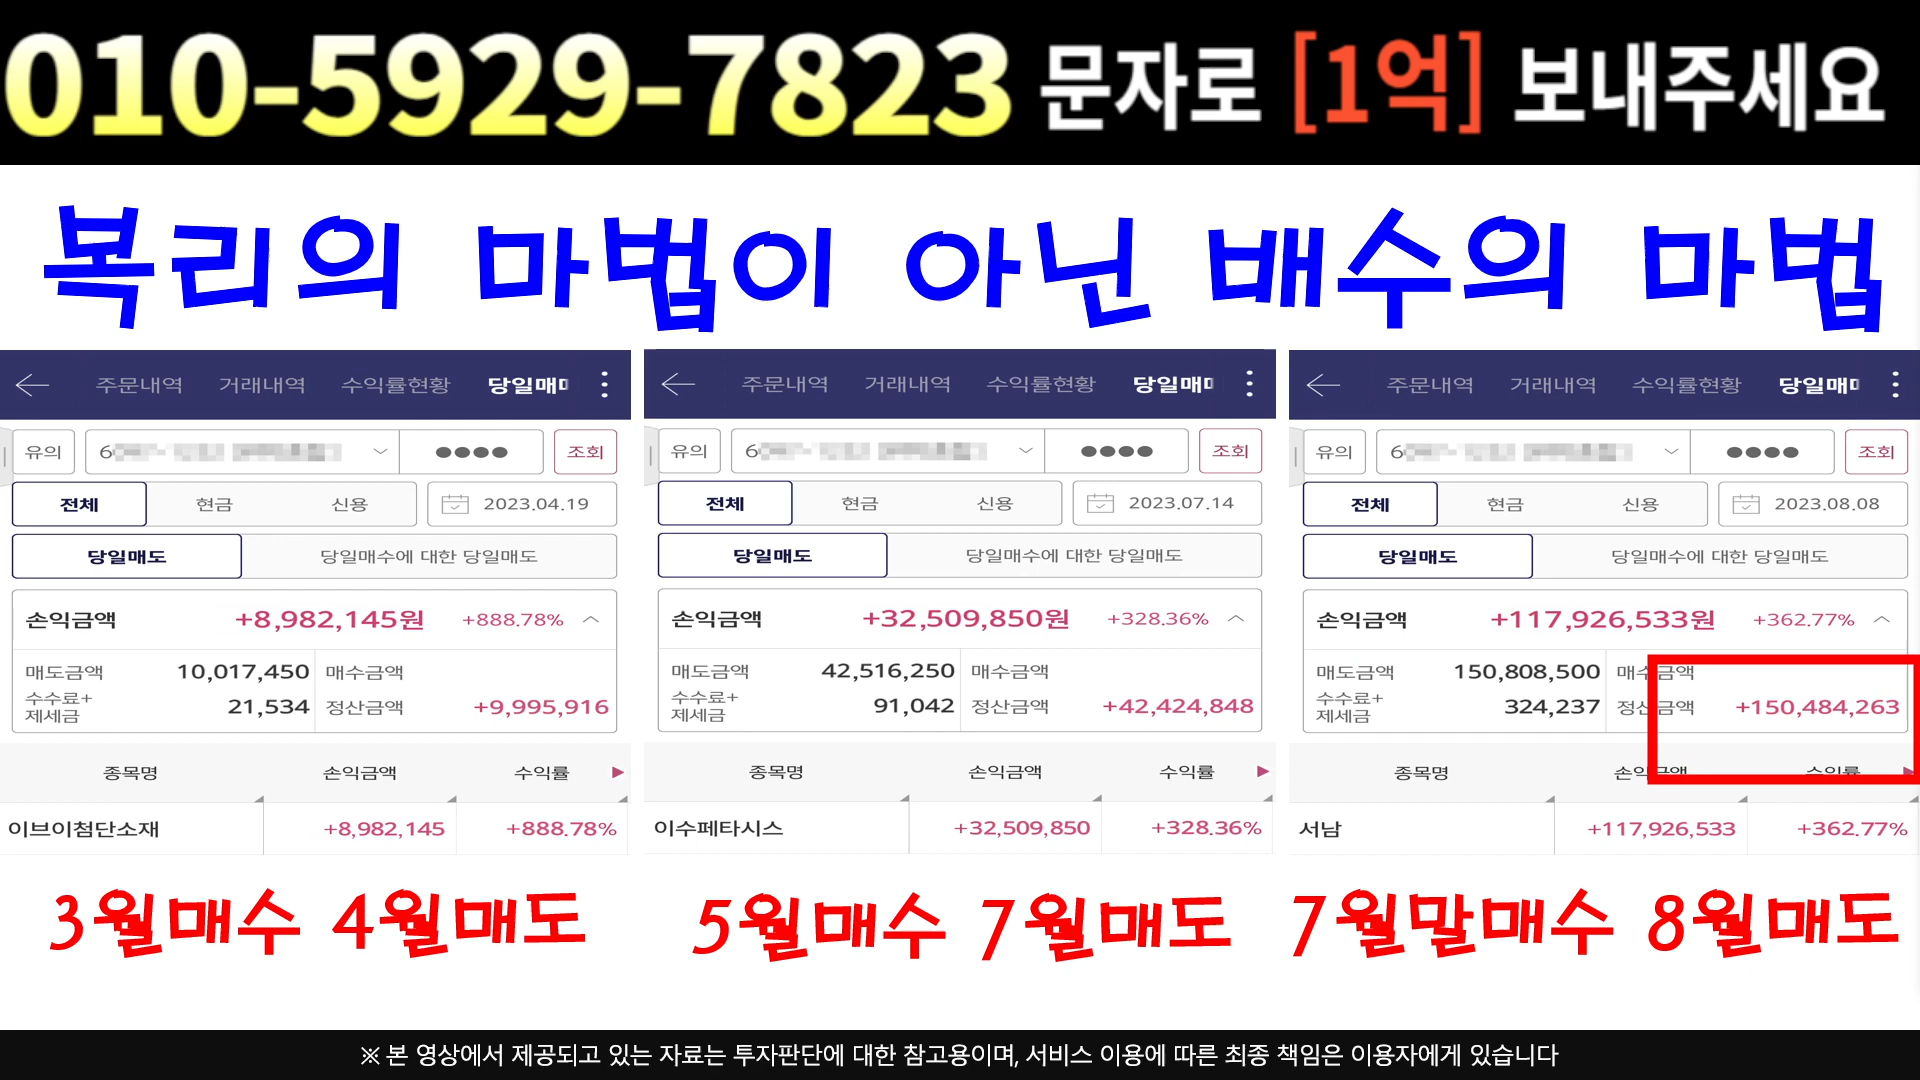 010-5929-7823 문자로 [1억] 보내주세요
복리의 마법이 아닌 배수의 마법
주문내역 거래내역 수익률현황 당일매
유의 6 ●●●● 조회
전체 현금 신용 2023.04.19
당일매도 당일매수에 대한 당일매도
손익금액 +8,982,145원 +888.78%
매도금액 10,017,450 매수금액
수수료+
제세금 21,534 정산금액 +9,995,916
종목명 손익금액 수익률
이브이첨단소재 +8,982,145 +888.78%
3월매수 4월매도
주문내역 거래내역 수익률현황 당일매
유의 6 ●●●● 조회
전체 현금 신용 2023.07.14
당일매도 당일매수에 대한 당일매도
손익금액 +32,509,850원 +328.36%
매도금액 42,516,250 매수금액
수수료+
제세금 91,042 정산금액 +42,424,848
종목명 손익금액 수익률
이수페타시스 +32,509,850 +328.36%
5월매수 7월매도
주문내역 거래내역 수익률현황 당일매
유의 6 ●●●● 조회
전체 현금 신용 2023.08.08
당일매도 당일매수에 대한 당일매도
손익금액 +117,926,533원 +362.77%
매도금액 150,808,500 매수금액
수수료+
제세금 324,237 정산금액 +150,484,263
종목명 손익금액 수익률
서남 +117,926,533 +362.77%
7월말매수 8월매도
※ 본 영상에서 제공되고 있는 자료는 투자판단에 대한 참고용이며, 서비스 이용에 따른 최종 책임은 이용자에게 있습니다